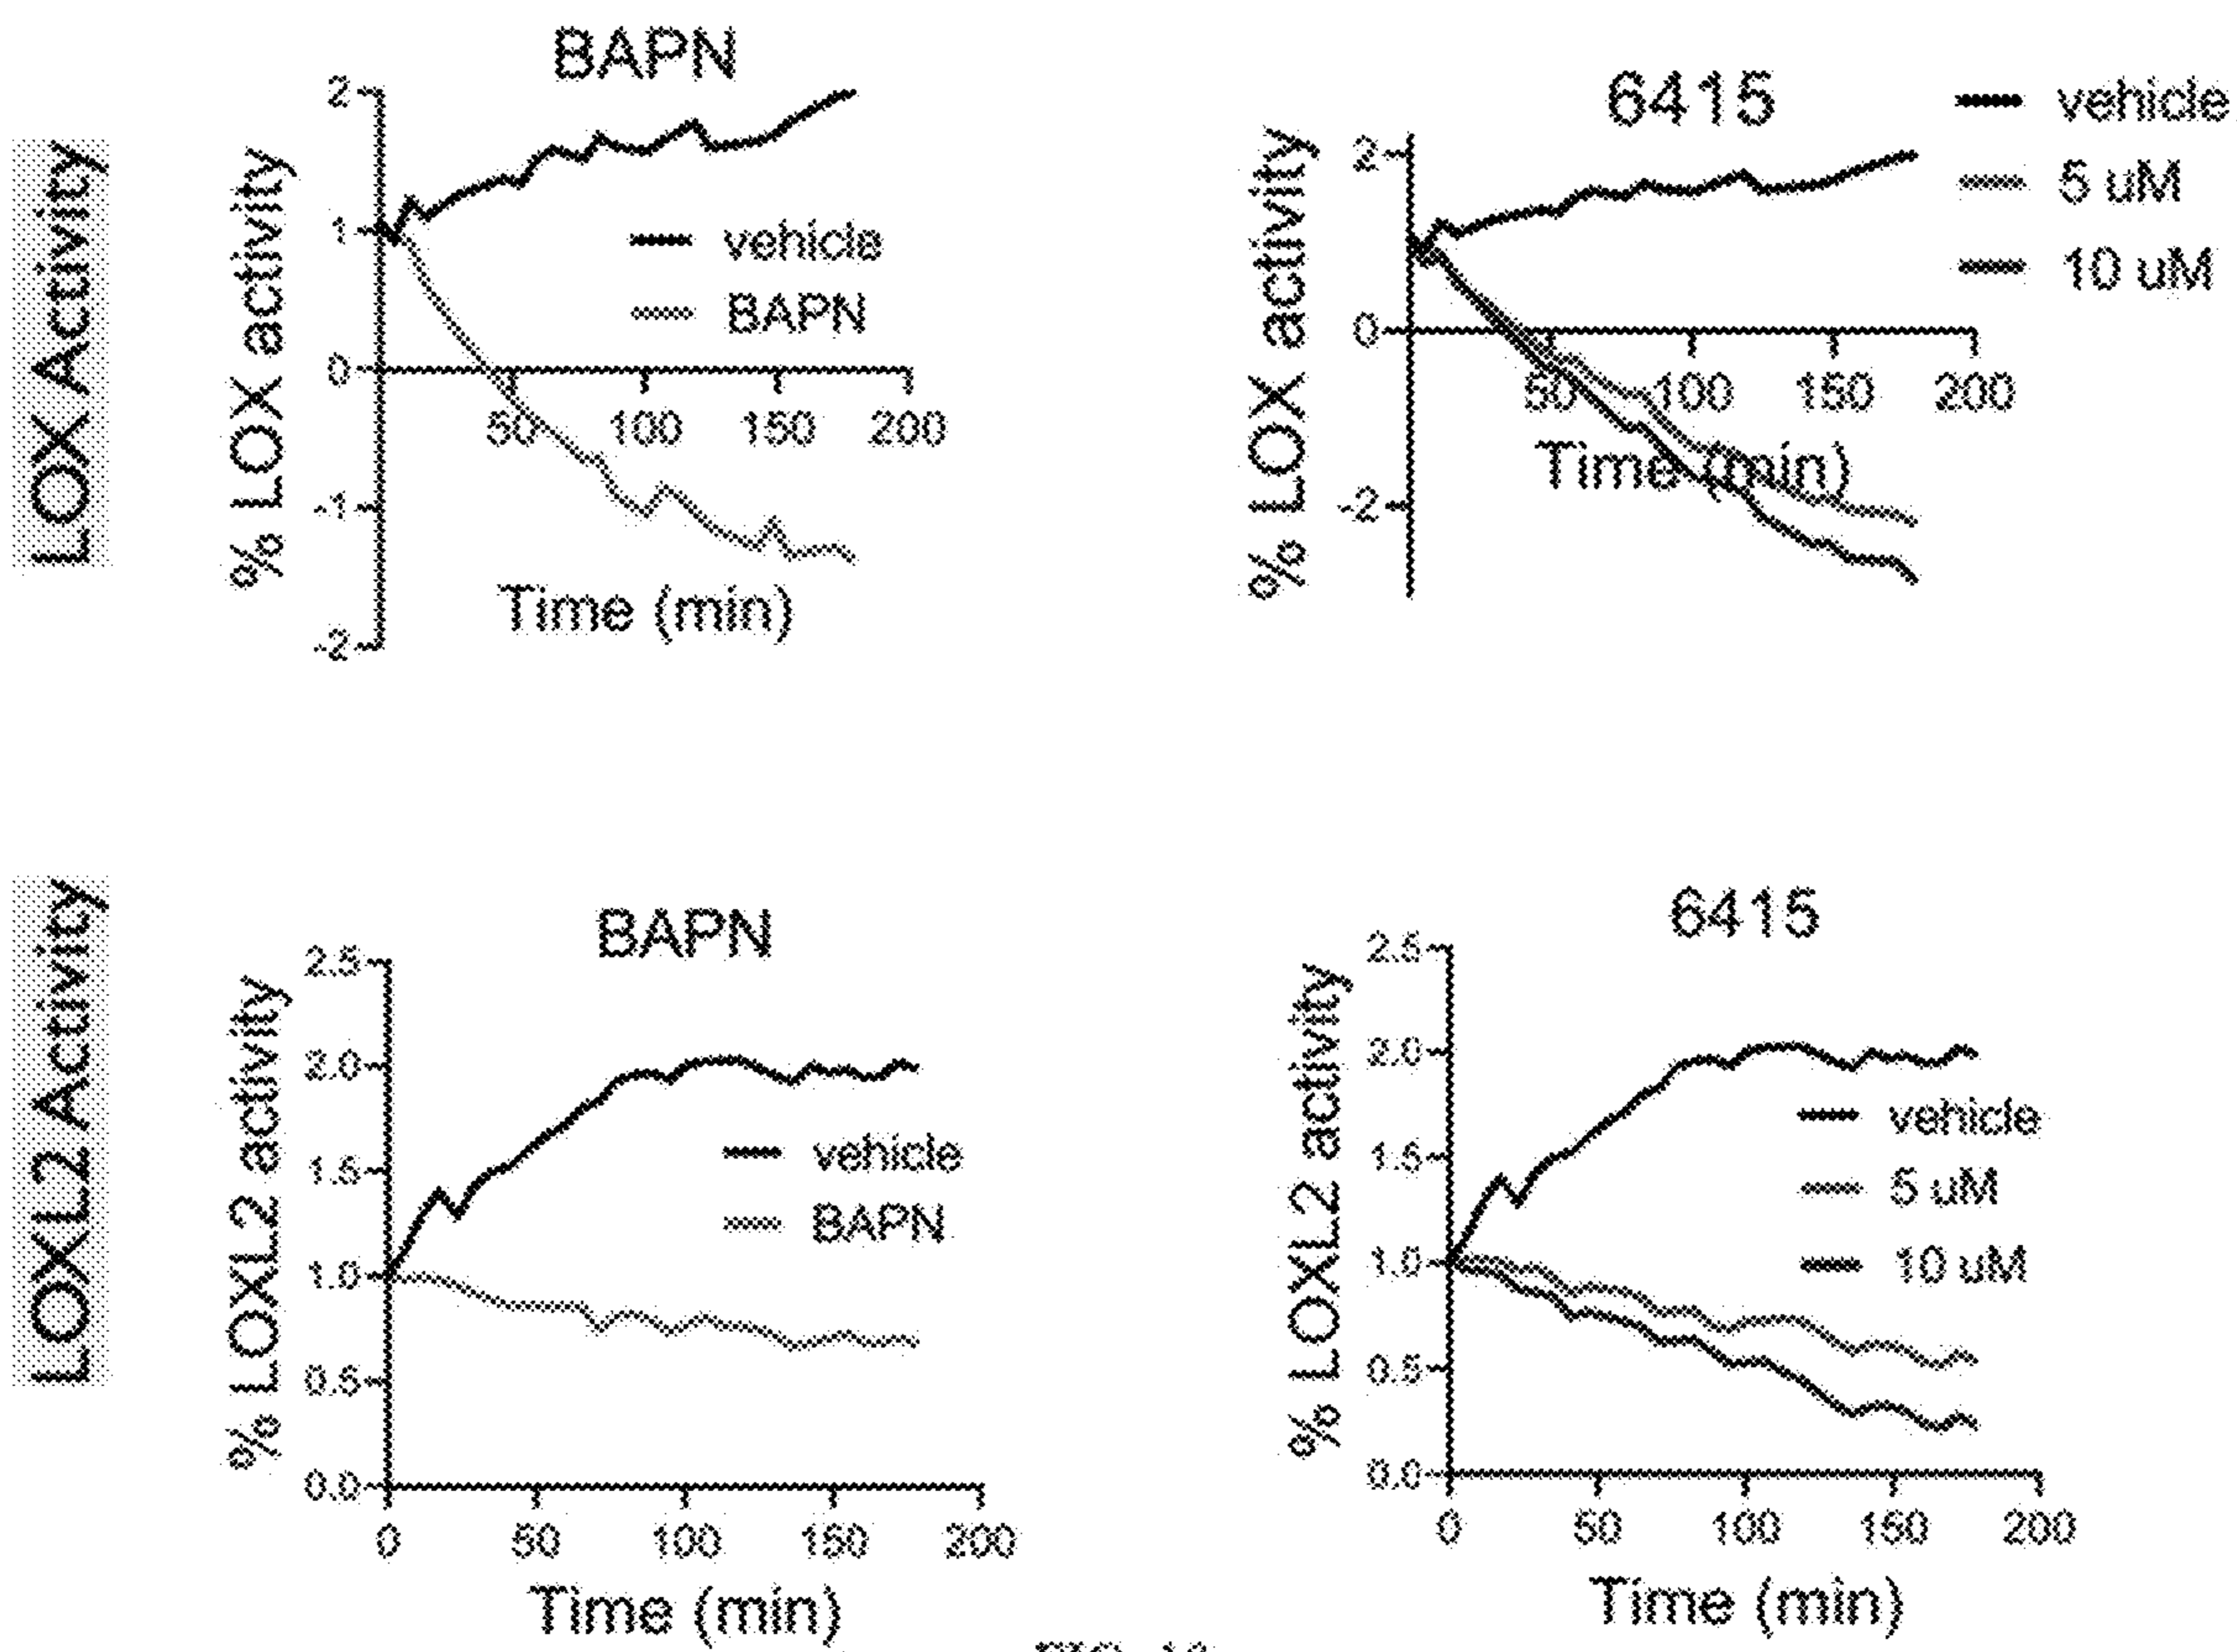 LOX Activity
BAPN
% LOX activity
2
1
0
-1
-2
50
100
150
200
Time (min)
vehicle
BAPN
6415
% LOX activity
2
0
-2
50
100
150
200
Time (min)
vehicle
5 uM
10 uM
LOXL2 Activity
BAPN
% LOXL2 activity
2.5
2.0
1.5
1.0
0.5
0.0
0
50
100
150
200
Time (min)
vehicle
BAPN
6415
% LOXL2 activity
2.5
2.0
1.5
1.0
0.5
0.0
0
50
100
150
200
Time (min)
vehicle
5 uM
10 uM